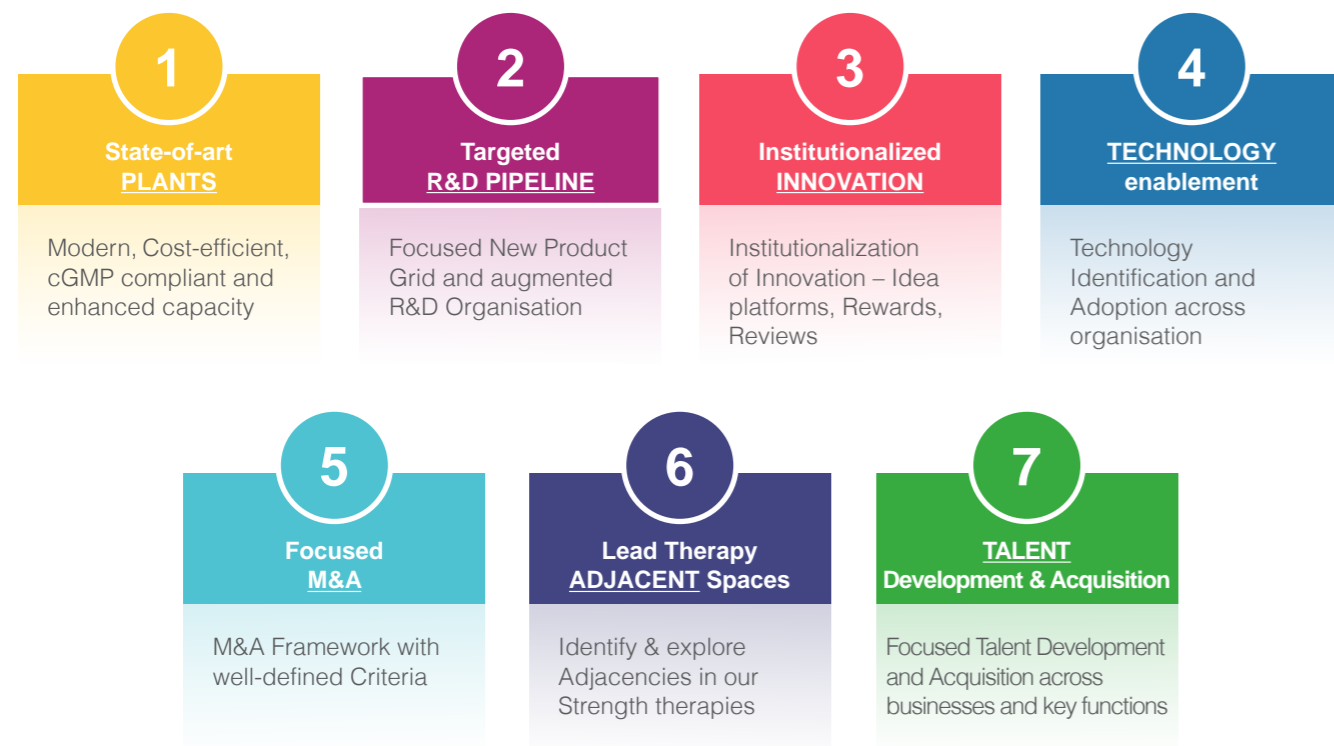 1
State-of-art
PLANTS
Modern, Cost-efficient,
cGMP compliant and
enhanced capacity
2
Targeted
R&D PIPELINE
Focused New Product
Grid and augmented
R&D Organisation
3
Institutionalized
INNOVATION
Institutionalization
of Innovation – Idea
platforms, Rewards,
Reviews
4
TECHNOLOGY
enablement
Technology
Identification and
Adoption across
organisation
5
Focused
M&A
M&A Framework with
well-defined Criteria
6
Lead Therapy
ADJACENT Spaces
Identify & explore
Adjacencies in our
Strength therapies
7
TALENT
Development & Acquisition
Focused Talent Development
and Acquisition across
businesses and key functions